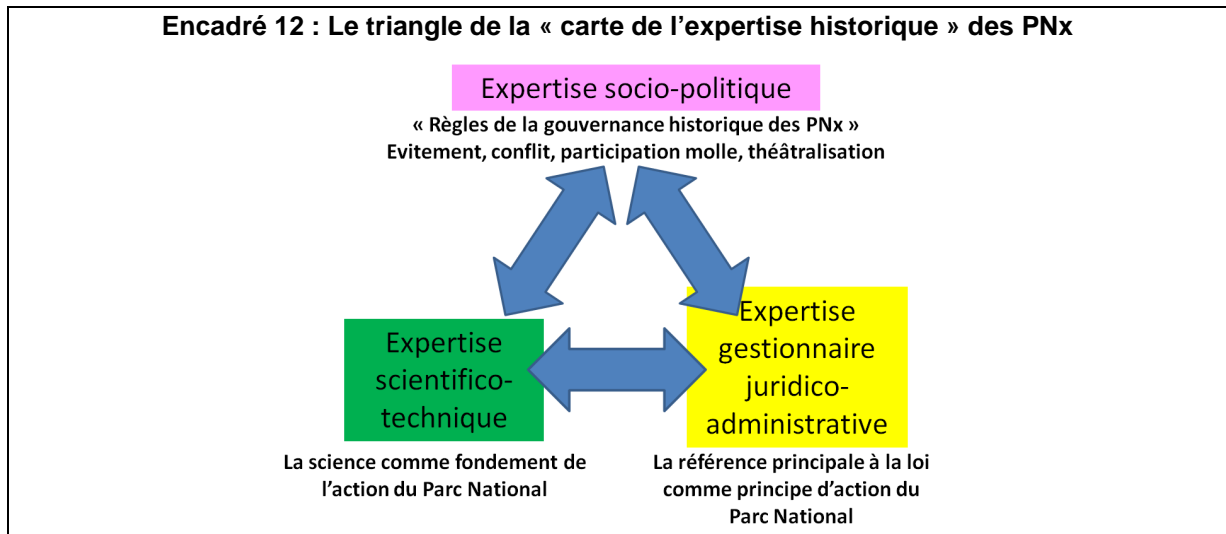 Encadré 12 : Le triangle de la « carte de l’expertise historique » des PNx
Expertise socio-politique
« Règles de la gouvernance historique des PNx »
Evitement, conflit, participation molle, théâtralisation
Expertise
scientifico-
technique
La science comme fondement de
l’action du Parc National
Expertise
gestionnaire
juridico-
administrative
La référence principale à la loi
comme principe d’action du
Parc National